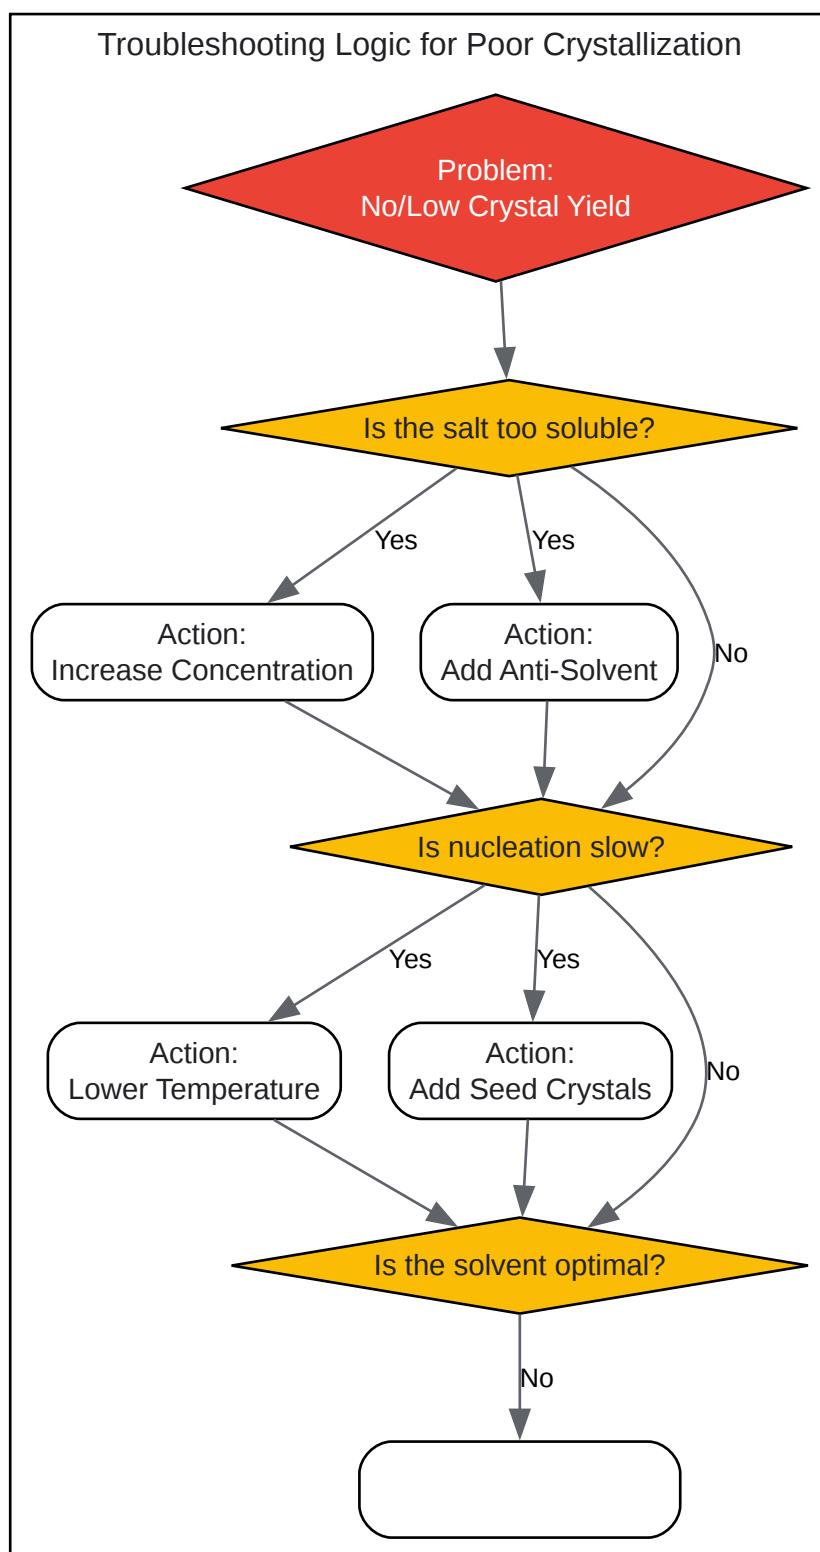 Troubleshooting Logic for Poor Crystallization
Problem:
No/Low Crystal Yield
Is the salt too soluble?
Yes
Yes
Action:
Increase Concentration
Action:
Add Anti-Solvent
No
Is nucleation slow?
Yes
Yes
Action:
Lower Temperature
Action:
Add Seed Crystals
No
Is the solvent optimal?
No